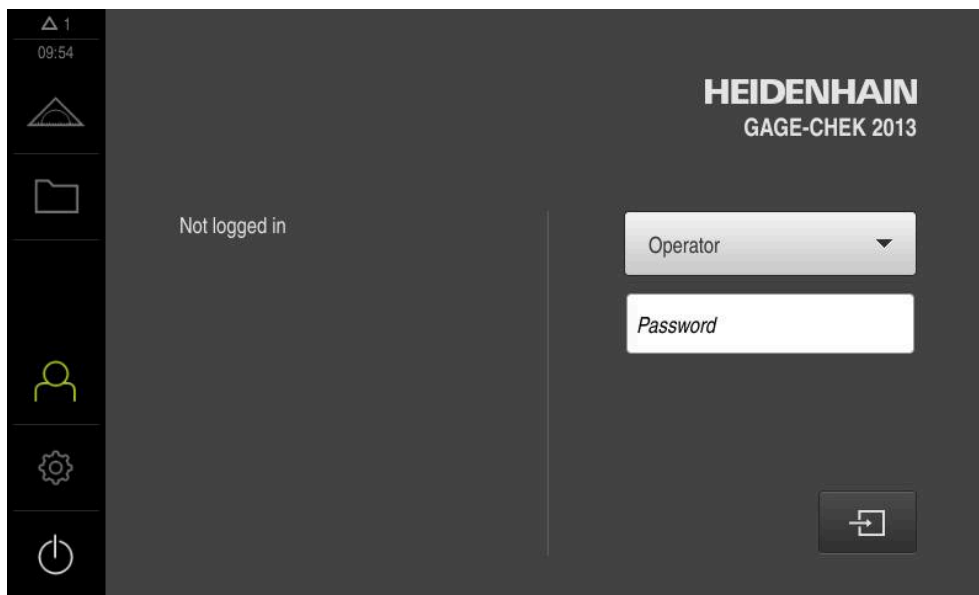 1
09:54
HEIDENHAIN
GAGE-CHEK 2013
Not logged in
Operator
Password